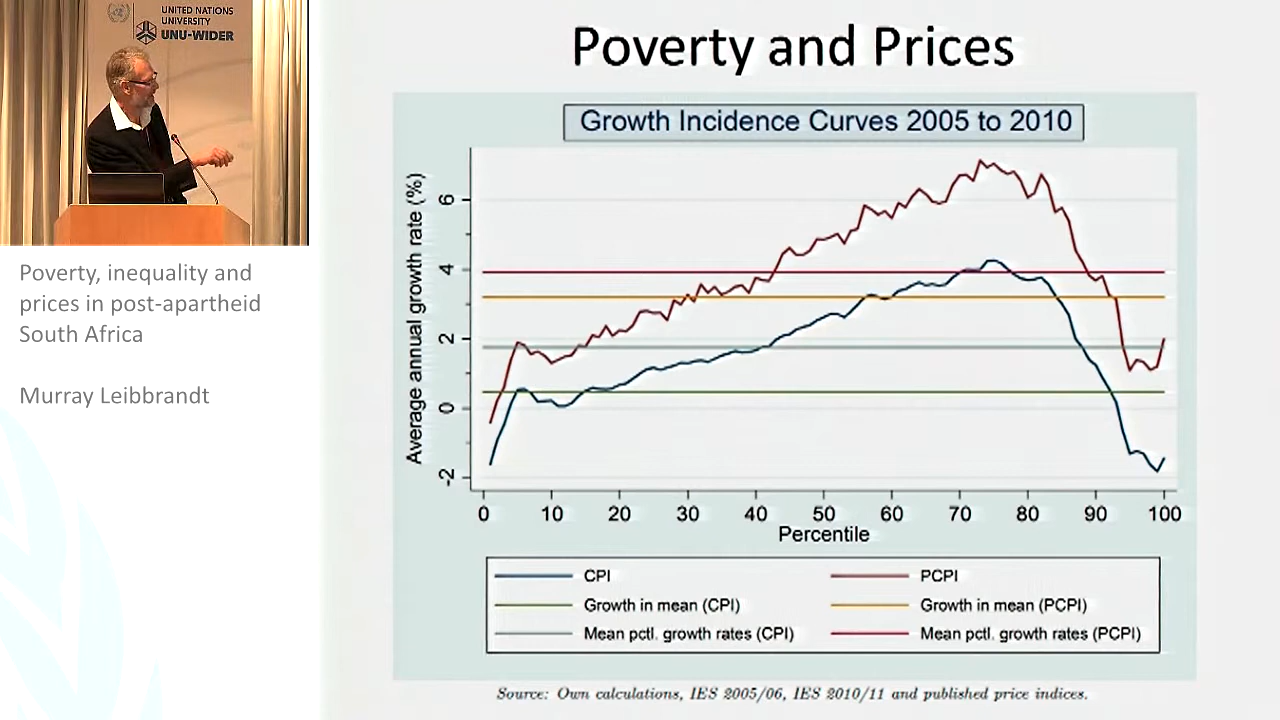 UNITED NATIONS
UNIVERSITY
UNU-WIDER
Poverty, inequality and
prices in post-apartheid
South Africa
Murray Leibbrandt
Poverty and Prices
Growth Incidence Curves 2005 to 2010
Average annual growth rate (%)
6
4
2
0
-2
0 10 20 30 40 50 60 70 80 90 100
Percentile
CPI PCPI
Growth in mean (CPI) Growth in mean (PCPI)
Mean pctl. growth rates (CPI) Mean pctl. growth rates (PCPI)
Source: Own calculations, IES 2005/06, IES 2010/11 and published price indices.